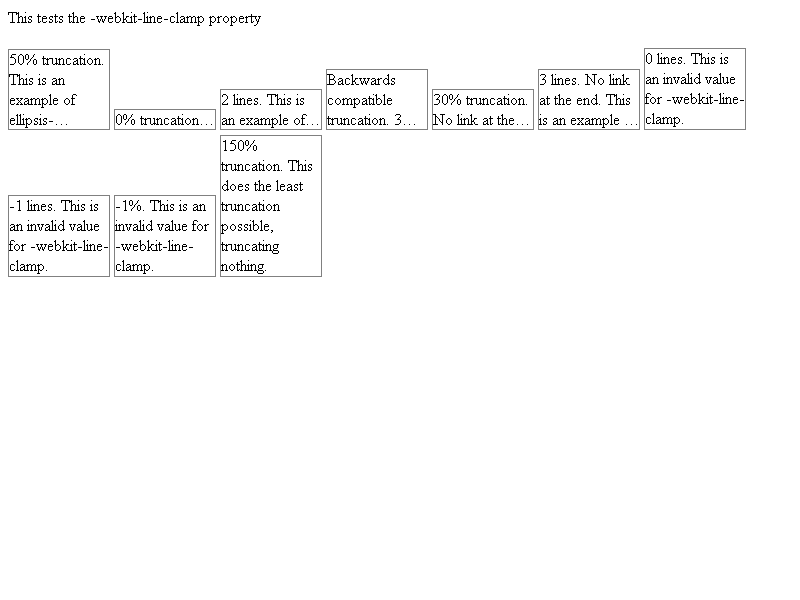 This tests the -webkit-line-clamp property
50% truncation.
This is an
example of
ellipsis-…
0% truncation…
2 lines. This is
an example of…
Backwards
compatible
truncation. 3…
30% truncation.
No link at the…
3 lines. No link
at the end. This
is an example …
0 lines. This is
an invalid value
for -webkit-line-
clamp.
-1 lines. This is
an invalid value
for -webkit-line-
clamp.
-1%. This is an
invalid value for
-webkit-line-
clamp.
150%
truncation. This
does the least
truncation
possible,
truncating
nothing.